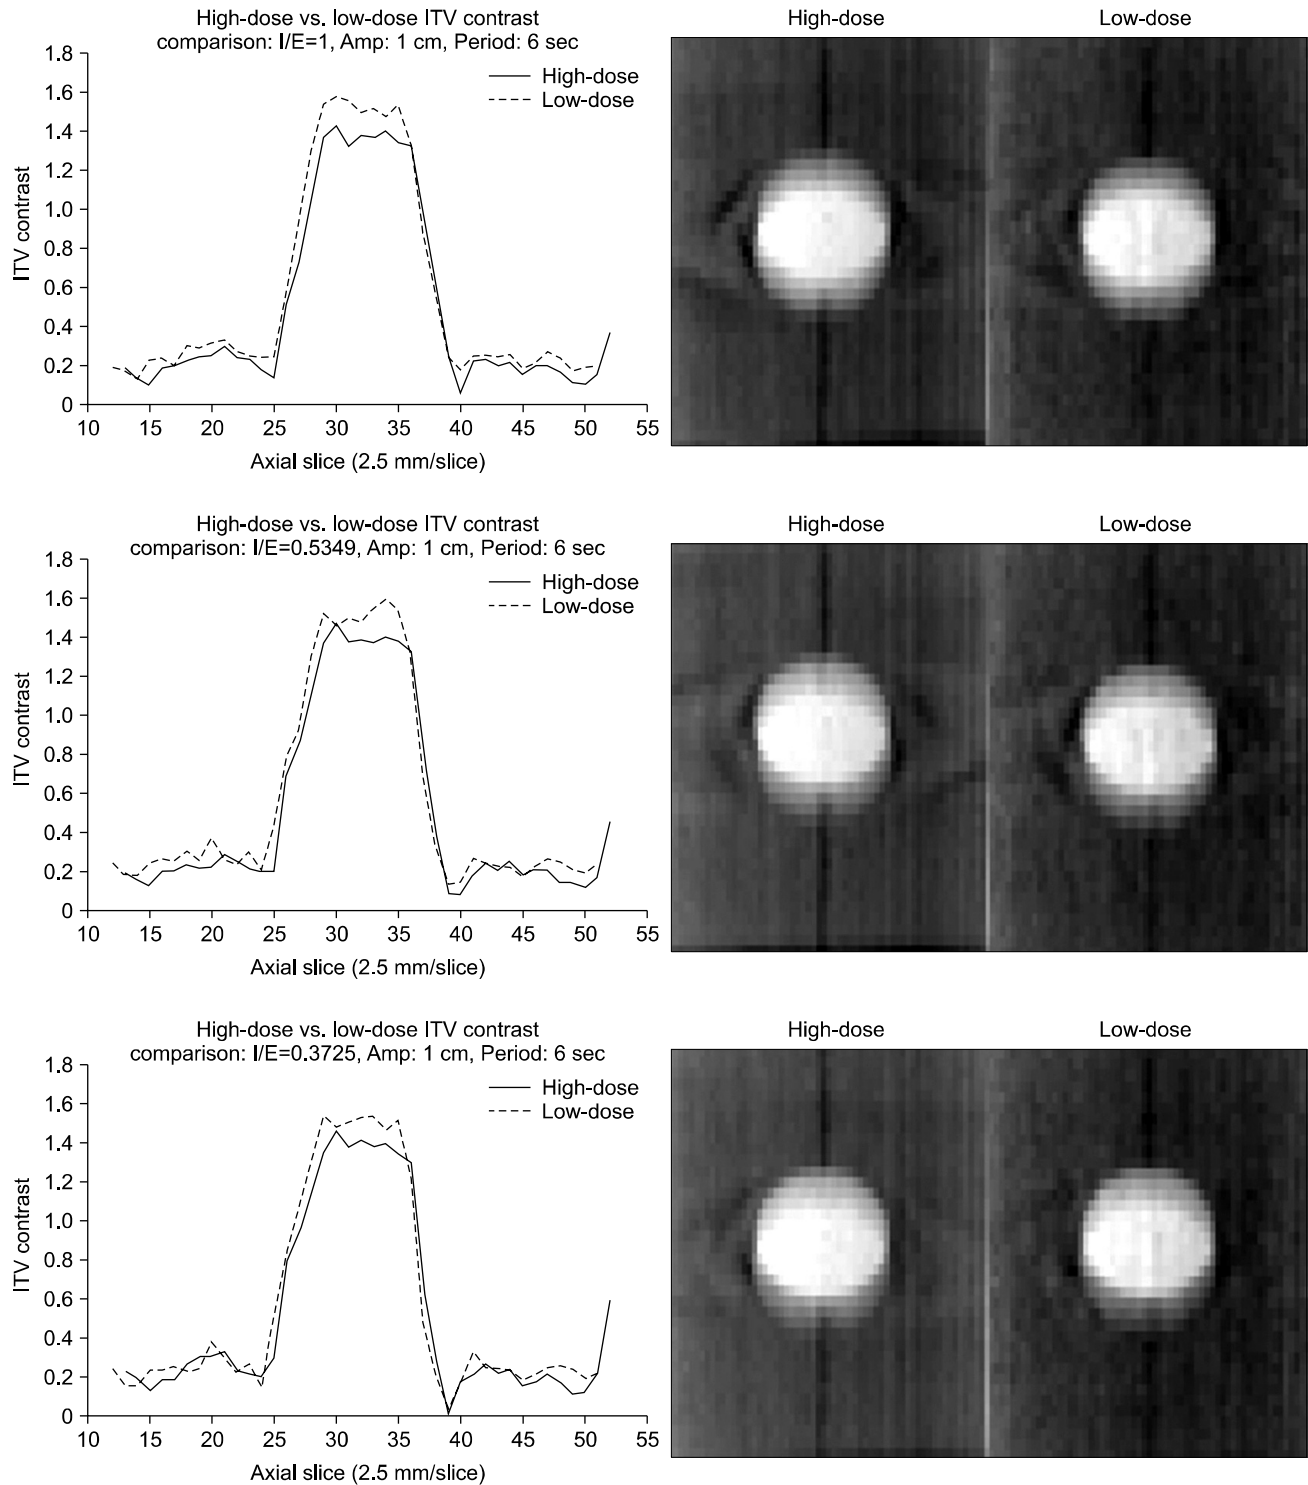 High-dose vs. low-dose ITV contrast
comparison: I/E=1, Amp: 1 cm, Period: 6 sec
1.8
1.6
1.4
1.2
1.0
0.8
0.6
0.4
0.2
0
ITV contrast
High-dose
Low-dose
10 15 20 25 30 35 40 45 50 55
Axial slice (2.5 mm/slice)
High-dose Low-dose
High-dose vs. low-dose ITV contrast
comparison: I/E=0.5349, Amp: 1 cm, Period: 6 sec
1.8
1.6
1.4
1.2
1.0
0.8
0.6
0.4
0.2
0
ITV contrast
High-dose
Low-dose
10 15 20 25 30 35 40 45 50 55
Axial slice (2.5 mm/slice)
High-dose Low-dose
High-dose vs. low-dose ITV contrast
comparison: I/E=0.3725, Amp: 1 cm, Period: 6 sec
1.8
1.6
1.4
1.2
1.0
0.8
0.6
0.4
0.2
0
ITV contrast
High-dose
Low-dose
10 15 20 25 30 35 40 45 50 55
Axial slice (2.5 mm/slice)
High-dose Low-dose